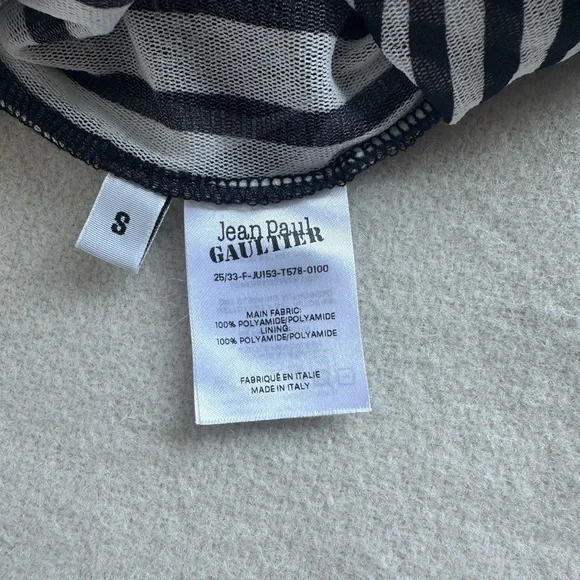 S
Jean Paul
GAULTIER
25/33-F-JU153-T578-0100
MAIN FABRIC:
100% POLYAMIDE/POLYAMIDE
LINING:
100% POLYAMIDE/POLYAMIDE
FABRIQUÉ EN ITALIE
MADE IN ITALY